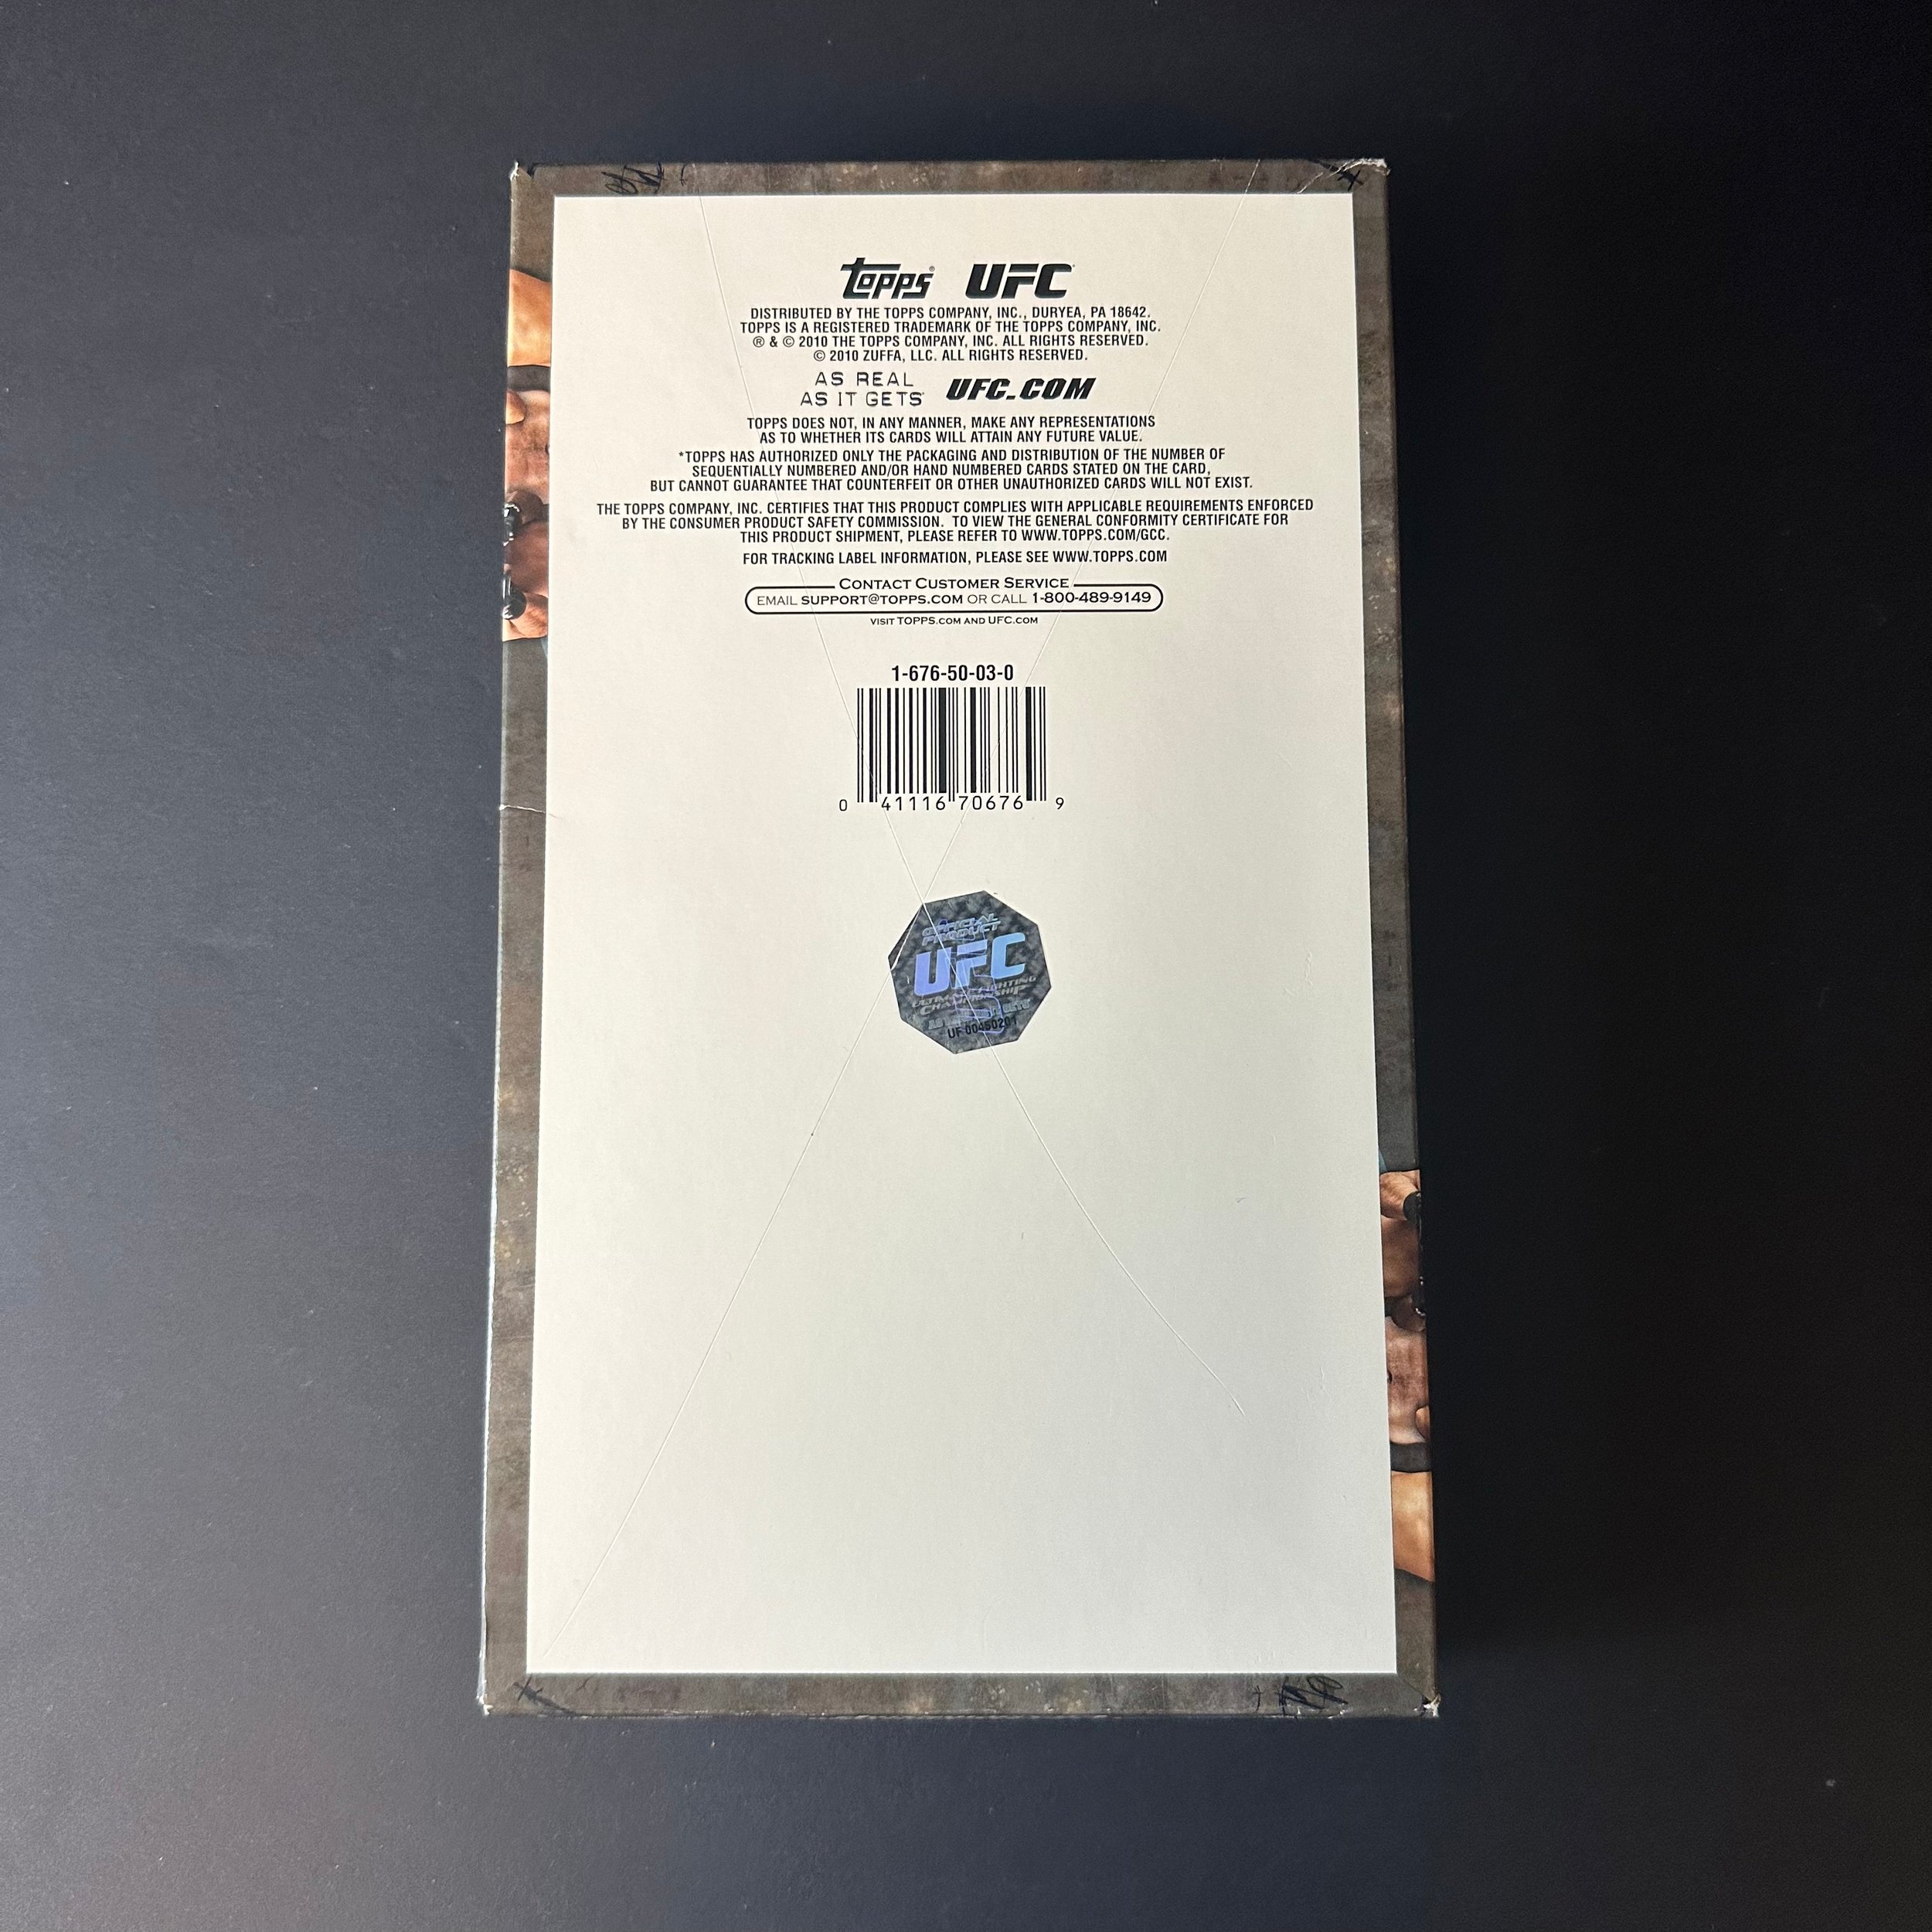 Topps® UFC
DISTRIBUTED BY THE TOPPS COMPANY, INC., DURYEA, PA 18642.
TOPPS IS A REGISTERED TRADEMARK OF THE TOPPS COMPANY, INC.
® & © 2010 THE TOPPS COMPANY, INC. ALL RIGHTS RESERVED.
© 2010 ZUFFA, LLC. ALL RIGHTS RESERVED.
AS REAL
AS IT GETS
UFC.COM
TOPPS DOES NOT, IN ANY MANNER, MAKE ANY REPRESENTATIONS
AS TO WHETHER ITS CARDS WILL ATTAIN ANY FUTURE VALUE.
*TOPPS HAS AUTHORIZED ONLY THE PACKAGING AND DISTRIBUTION OF THE NUMBER OF
SEQUENTIALLY NUMBERED AND/OR HAND NUMBERED CARDS STATED ON THE CARD,
BUT CANNOT GUARANTEE THAT COUNTERFEIT OR OTHER UNAUTHORIZED CARDS WILL NOT EXIST.
THE TOPPS COMPANY, INC. CERTIFIES THAT THIS PRODUCT COMPLIES WITH APPLICABLE REQUIREMENTS ENFORCED
BY THE CONSUMER PRODUCT SAFETY COMMISSION. TO VIEW THE GENERAL CONFORMITY CERTIFICATE FOR
THIS PRODUCT SHIPMENT, PLEASE REFER TO WWW.TOPPS.COM/GCC.
FOR TRACKING LABEL INFORMATION, PLEASE SEE WWW.TOPPS.COM
CONTACT CUSTOMER SERVICE
EMAIL SUPPORT@TOPPS.COM OR CALL 1-800-489-9149
VISIT TOPPS.COM AND UFC.COM
1-676-50-03-0
0 41116 70676 9
OFFICIAL
PRODUCT
UFC
ULTIMATE FIGHTING
CHAMPIONSHIP